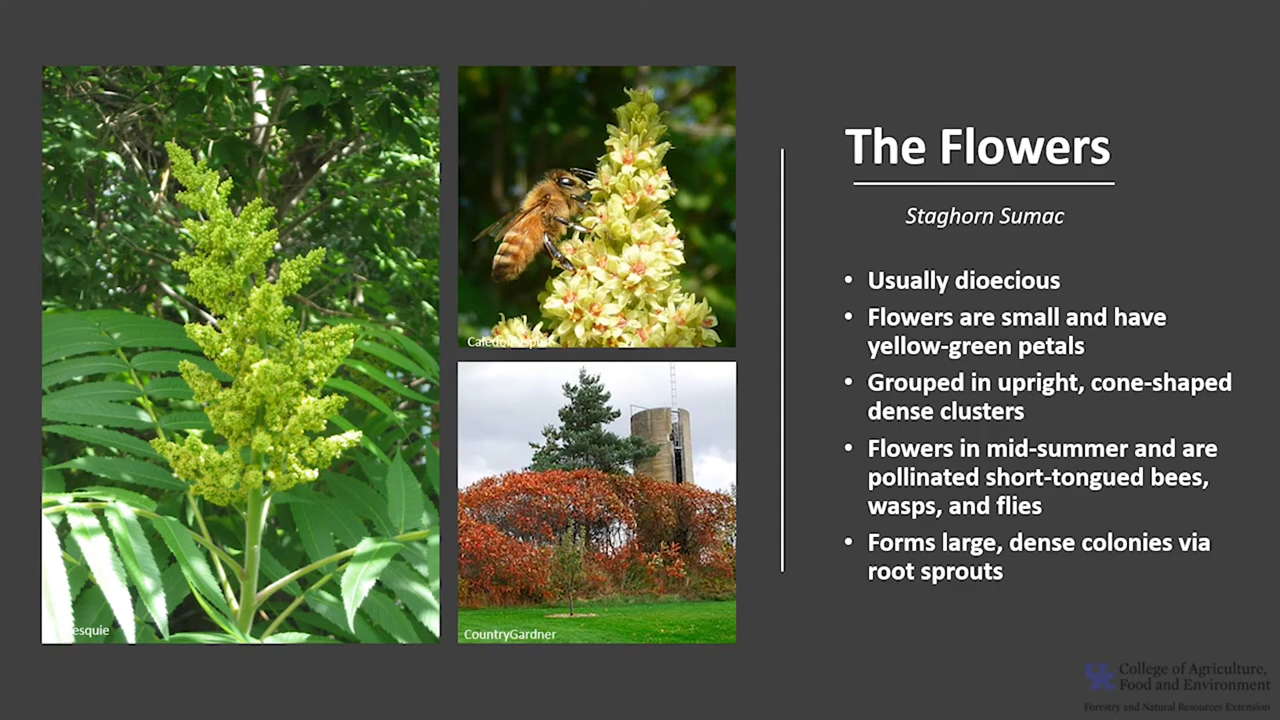 The Flowers
Staghorn Sumac
• Usually dioecious
• Flowers are small and have
yellow-green petals
• Grouped in upright, cone-shaped
dense clusters
• Flowers in mid-summer and are
pollinated short-tongued bees,
wasps, and flies
• Forms large, dense colonies via
root sprouts
CountryGardner
UK
College of Agriculture,
Food and Environment
Forestry and Natural Resources Extension